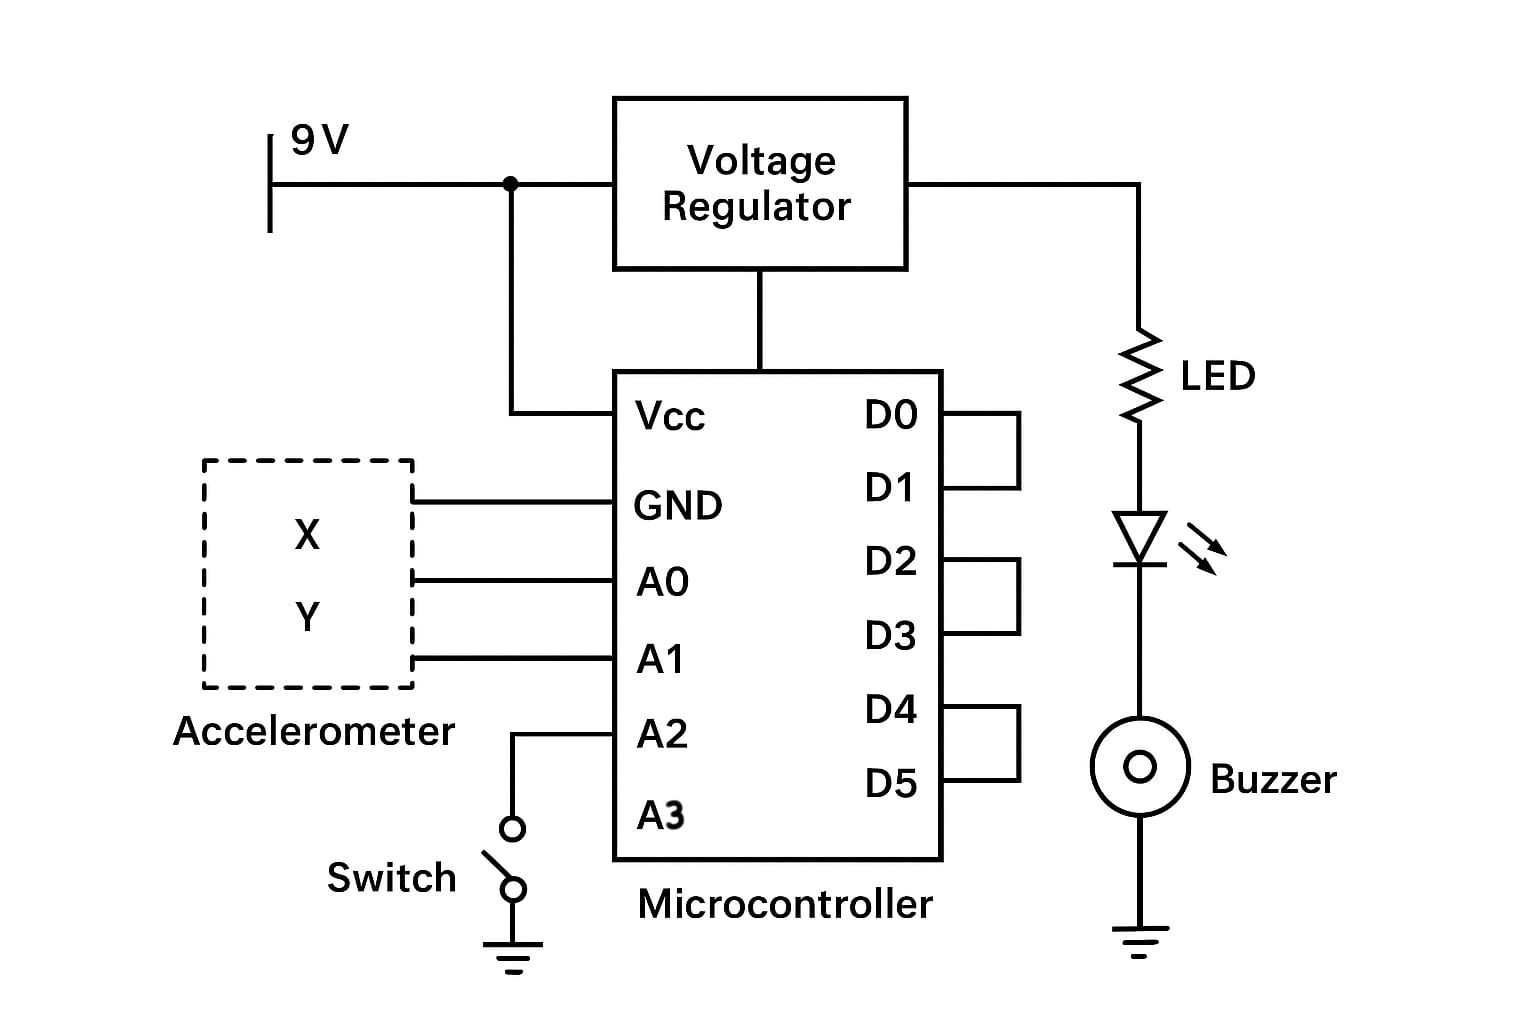 9V
Voltage
Regulator
LED
Vcc
GND
A0
A1
A2
A3
D0
D1
D2
D3
D4
D5
X
Y
Accelerometer
Switch
Microcontroller
Buzzer